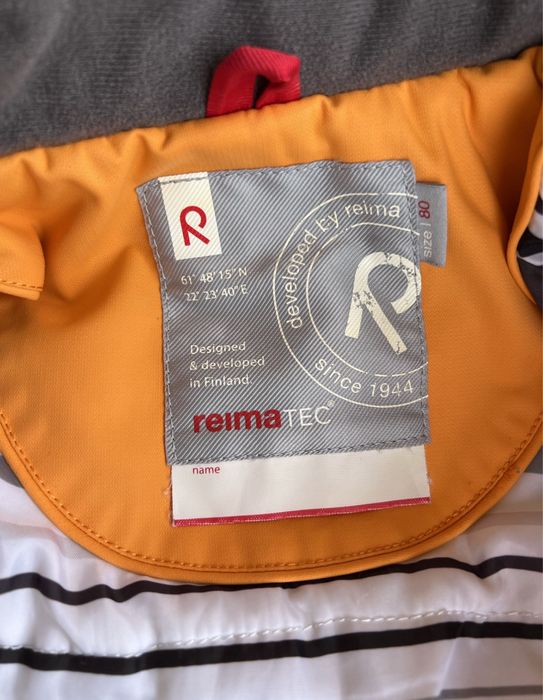 developed by reima
since 1944
size | 80
61° 48' 15" N
22° 23' 40" E
Designed
& developed
in Finland.
reimaTEC®
name